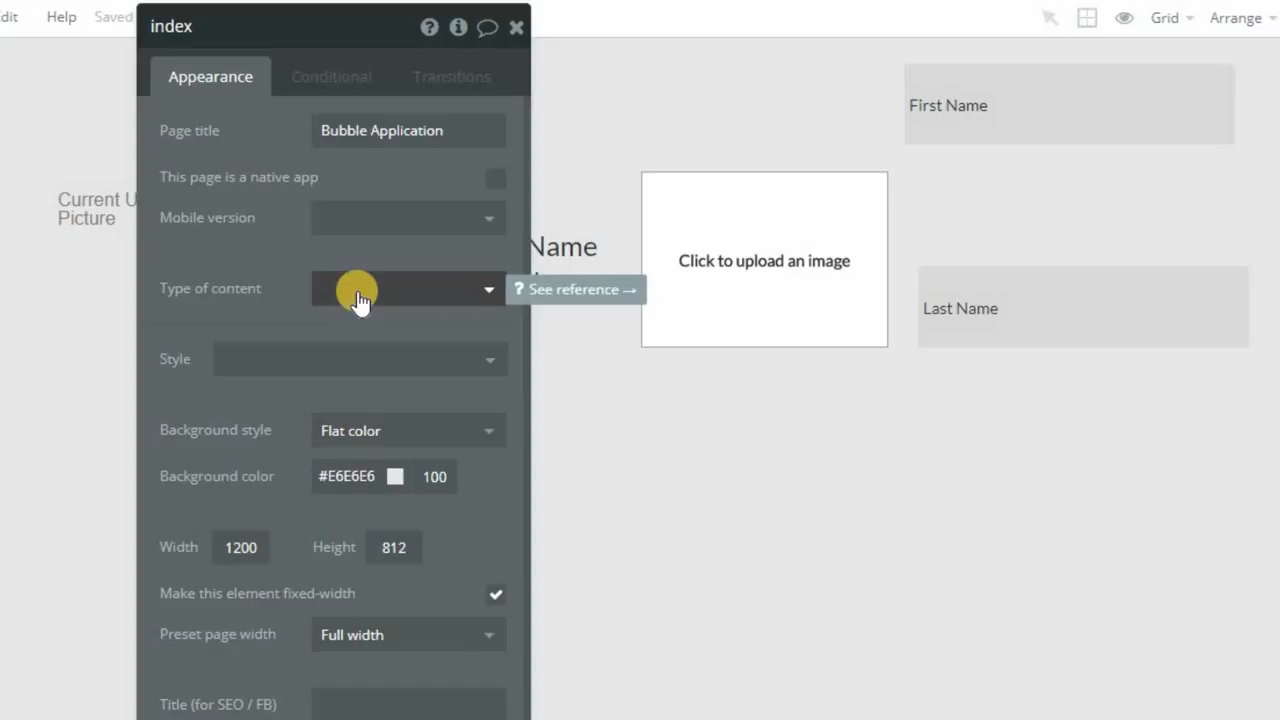 dit Help Saved Grid Arrange
index
Appearance Conditional Transitions
Page title Bubble Application
This page is a native app
Mobile version
Type of content
? See reference →
Style
Background style Flat color
Background color #E6E6E6 100
Width 1200 Height 812
Make this element fixed-width
Preset page width Full width
Title (for SEO / FB)
Current U
Picture
Name
Click to upload an image
First Name
Last Name